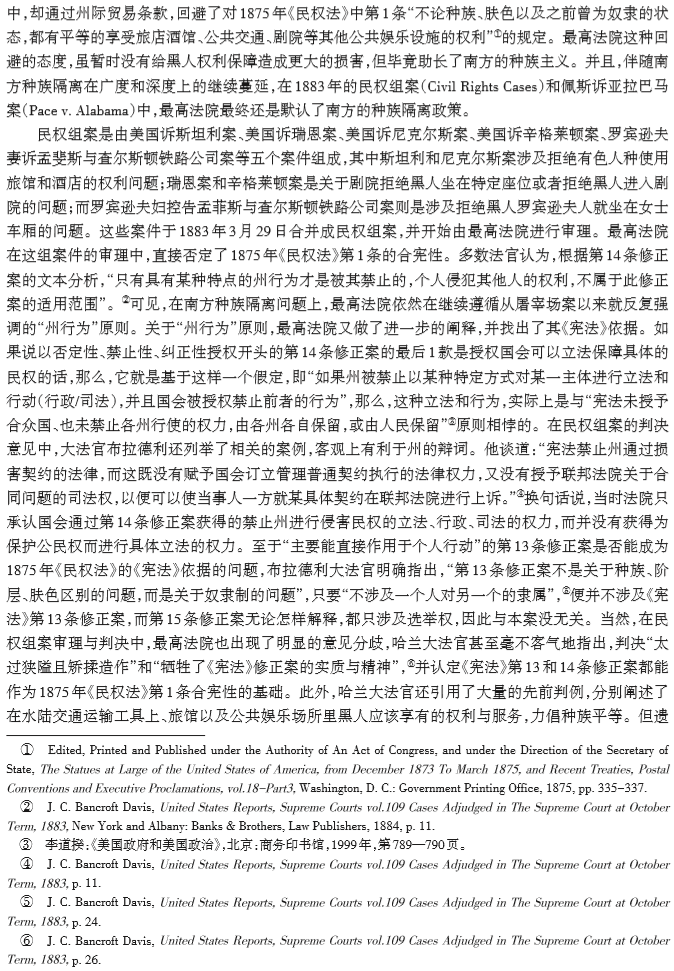 中,却通过州际贸易条款,回避了对1875年《民权法》中第1条“不论种族、肤色以及之前曾为奴隶的状
态,都有平等的享受旅店酒馆、公共交通、剧院等其他公共娱乐设施的权利”①的规定。最高法院这种回
避的态度,虽暂时没有给黑人权利保障造成更大的损害,但毕竟助长了南方的种族主义。并且,伴随南
方种族隔离在广度和深度上的继续蔓延,在1883年的民权组案(Civil Rights Cases)和佩斯诉亚拉巴马
案(Pace v. Alabama)中,最高法院最终还是默认了南方的种族隔离政策。
民权组案是由美国诉斯坦利案、美国诉瑞恩案、美国诉尼克尔斯案、美国诉辛格莱顿案、罗宾逊夫
妻诉孟斐斯与查尔斯顿铁路公司案等五个案件组成,其中斯坦利和尼克尔斯案涉及拒绝有色人种使用
旅馆和酒店的权利问题;瑞恩案和辛格莱顿案是关于剧院拒绝黑人坐在特定座位或者拒绝黑人进入剧
院的问题;而罗宾逊夫妇控告孟菲斯与查尔斯顿铁路公司案则是涉及拒绝黑人罗宾逊夫人就坐在女士
车厢的问题。这些案件于1883年3月29日合并成民权组案,并开始由最高法院进行审理。最高法院
在这组案件的审理中,直接否定了1875年《民权法》第1条的合宪性。多数法官认为,根据第14条修正
案的文本分析,“只有具有某种特点的州行为才是被其禁止的,个人侵犯其他人的权利,不属于此修正
案的适用范围”。②可见,在南方种族隔离问题上,最高法院依然在继续遵循从屠宰场案以来就反复强
调的“州行为”原则。关于“州行为”原则,最高法院又做了进一步的阐释,并找出了其《宪法》依据。如
果说以否定性、禁止性、纠正性授权开头的第14条修正案的最后1款是授权国会可以立法保障具体的
民权的话,那么,它就是基于这样一个假定,即“如果州被禁止以某种特定方式对某一主体进行立法和
行动(行政/司法),并且国会被授权禁止前者的行为”,那么,这种立法和行为,实际上是与“宪法未授予
合众国、也未禁止各州行使的权力,由各州各自保留,或由人民保留”③原则相悖的。在民权组案的判决
意见中,大法官布拉德利还列举了相关的案例,客观上有利于州的辩词。他谈道:“宪法禁止州通过损
害契约的法律,而这既没有赋予国会订立管理普通契约执行的法律权力,又没有授予联邦法院关于合
同问题的司法权,以便可以使当事人一方就某具体契约在联邦法院进行上诉。”④换句话说,当时法院只
承认国会通过第14条修正案获得的禁止州进行侵害民权的立法、行政、司法的权力,而并没有获得为
保护公民权而进行具体立法的权力。至于“主要能直接作用于个人行动”的第13条修正案是否能成为
1875年《民权法》的《宪法》依据的问题,布拉德利大法官明确指出,“第13条修正案不是关于种族、阶
层、肤色区别的问题,而是关于奴隶制的问题”,只要“不涉及一个人对另一个的隶属”,⑤便并不涉及《宪
法》第13条修正案,而第15条修正案无论怎样解释,都只涉及选举权,因此与本案没无关。当然,在民
权组案审理与判决中,最高法院也出现了明显的意见分歧,哈兰大法官甚至毫不客气地指出,判决“太
过狭隘且矫揉造作”和“牺牲了《宪法》修正案的实质与精神”,⑥并认定《宪法》第13和14条修正案都能
作为1875年《民权法》第1条合宪性的基础。此外,哈兰大法官还引用了大量的先前判例,分别阐述了
在水陆交通运输工具上、旅馆以及公共娱乐场所里黑人应该享有的权利与服务,力倡种族平等。但遗
① Edited, Printed and Published under the Authority of An Act of Congress, and under the Direction of the Secretary of
State, The Statues at Large of the United States of America, from December 1873 To March 1875, and Recent Treaties, Postal
Conventions and Executive Proclamations, vol.18-Part3, Washington, D. C.: Government Printing Office, 1875, pp. 335-337.
② J. C. Bancroft Davis, United States Reports, Supreme Courts vol.109 Cases Adjudged in The Supreme Court at October
Term, 1883, New York and Albany: Banks & Brothers, Law Publishers, 1884, p. 11.
③ 李道揆:《美国政府和美国政治》,北京:商务印书馆,1999年,第789—790页。
④ J. C. Bancroft Davis, United States Reports, Supreme Courts vol.109 Cases Adjudged in The Supreme Court at October
Term, 1883, p. 11.
⑤ J. C. Bancroft Davis, United States Reports, Supreme Courts vol.109 Cases Adjudged in The Supreme Court at October
Term, 1883, p. 24.
⑥ J. C. Bancroft Davis, United States Reports, Supreme Courts vol.109 Cases Adjudged in The Supreme Court at October
Term, 1883, p. 26.